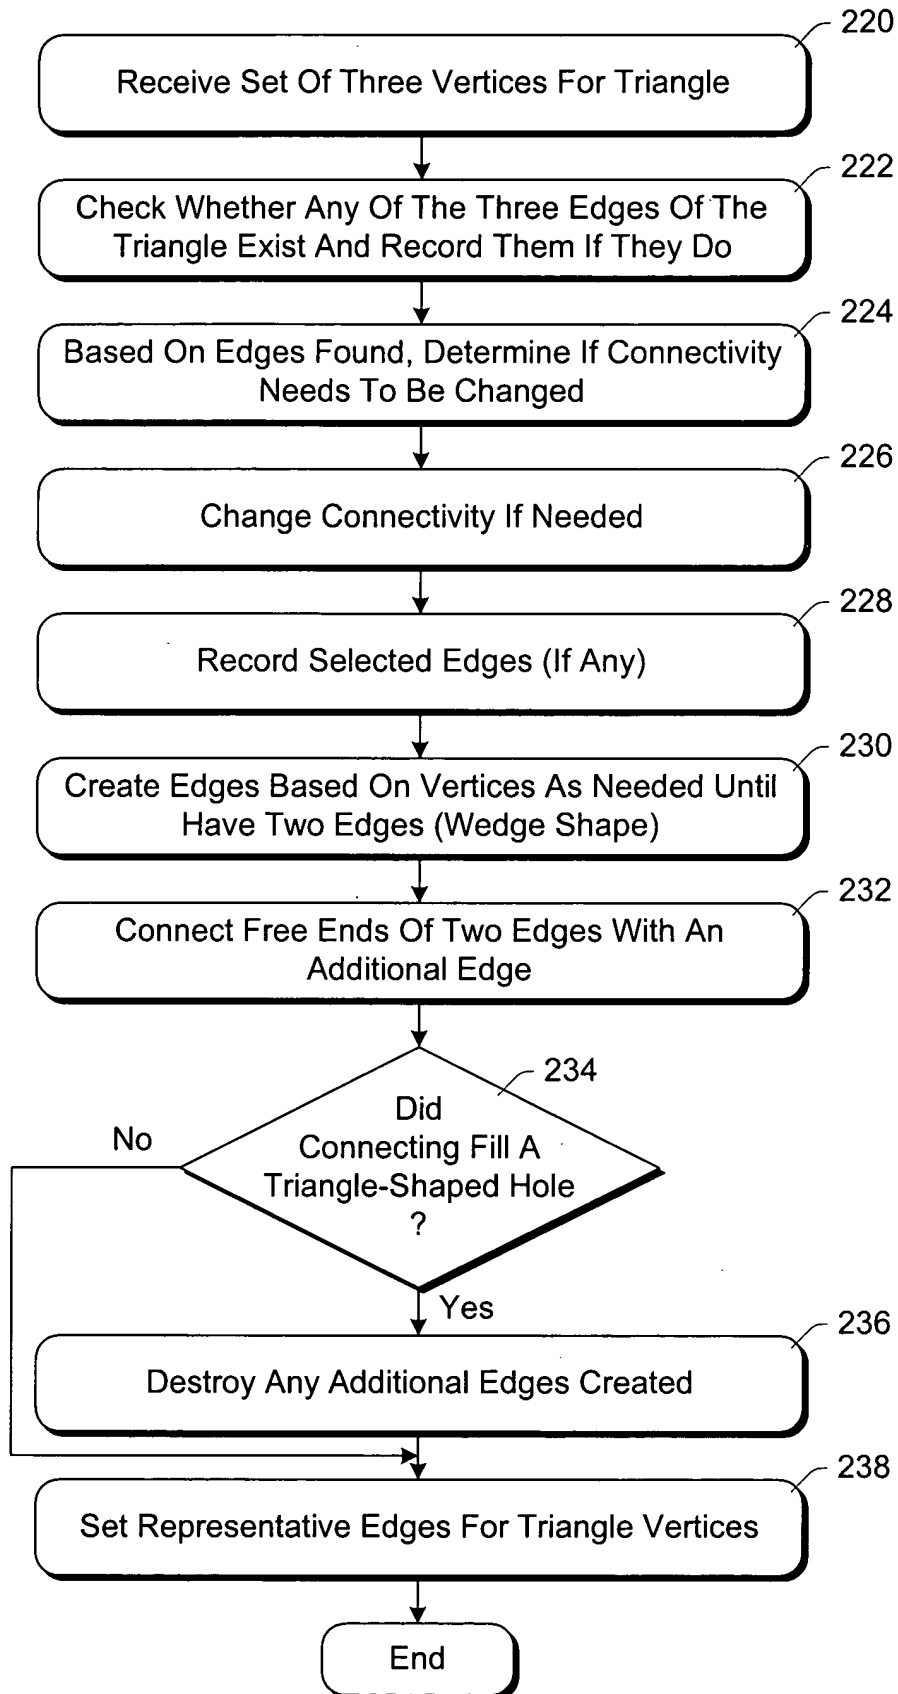 220
Receive Set Of Three Vertices For Triangle
222
Check Whether Any Of The Three Edges Of The
Triangle Exist And Record Them If They Do
224
Based On Edges Found, Determine If Connectivity
Needs To Be Changed
226
Change Connectivity If Needed
228
Record Selected Edges (If Any)
230
Create Edges Based On Vertices As Needed Until
Have Two Edges (Wedge Shape)
232
Connect Free Ends Of Two Edges With An
Additional Edge
234
Did
Connecting Fill A
Triangle-Shaped Hole
?
No
Yes
236
Destroy Any Additional Edges Created
238
Set Representative Edges For Triangle Vertices
End